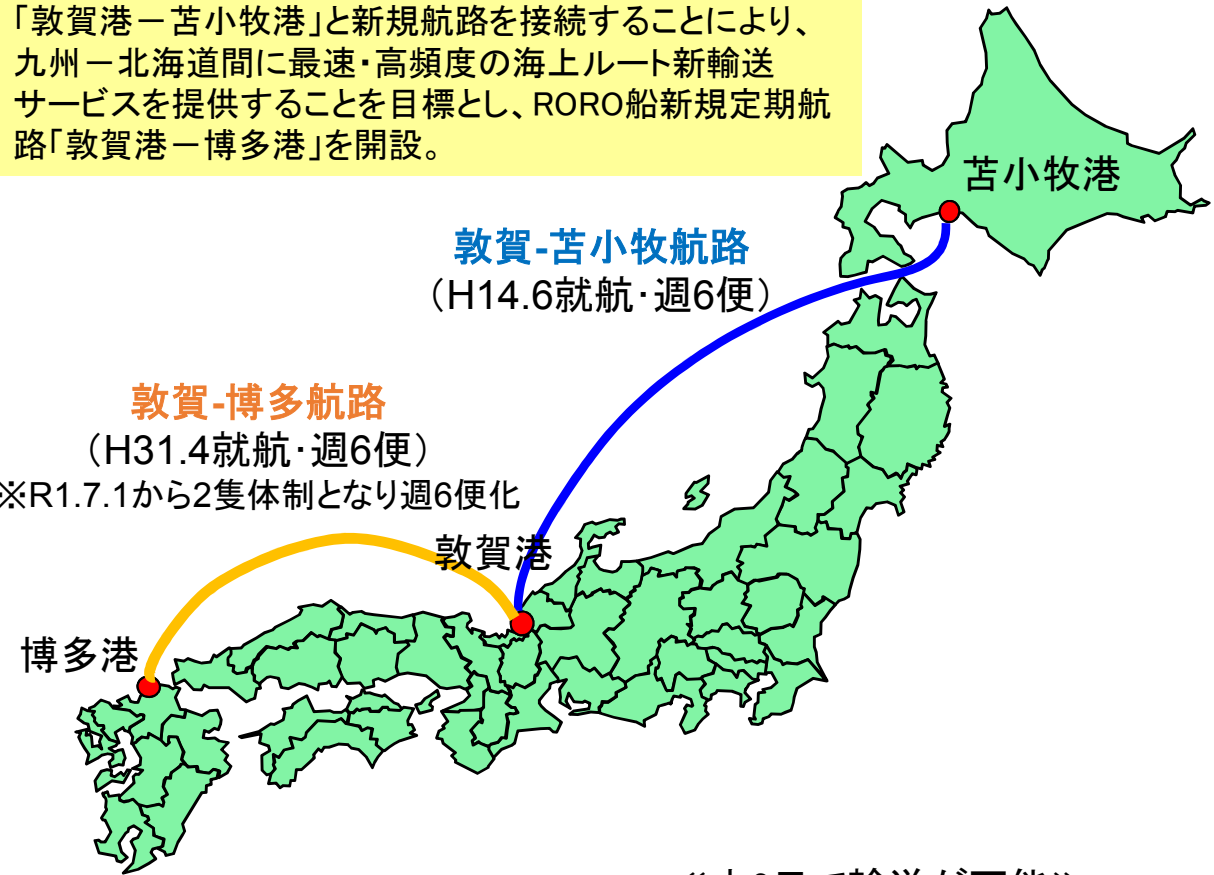 「敦賀港－苫小牧港」と新規航路を接続することにより、
九州－北海道間に最速・高頻度の海上ルート新輸送
サービスを提供することを目標とし、RORO船新規定期航
路「敦賀港－博多港」を開設。
苫小牧港
敦賀-苫小牧航路
（H14.6就航・週6便）
敦賀-博多航路
（H31.4就航・週6便）
※R1.7.1から2隻体制となり週6便化
敦賀港
博多港